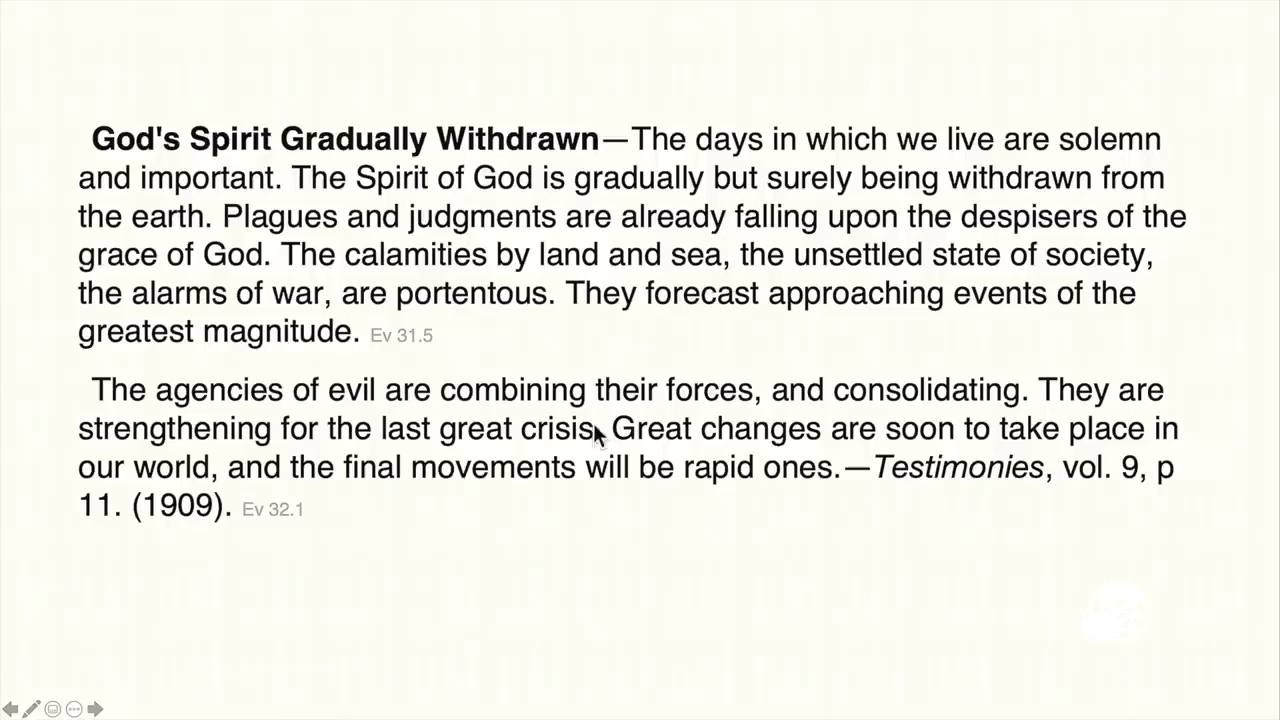 God's Spirit Gradually Withdrawn—The days in which we live are solemn
and important. The Spirit of God is gradually but surely being withdrawn from
the earth. Plagues and judgments are already falling upon the despisers of the
grace of God. The calamities by land and sea, the unsettled state of society,
the alarms of war, are portentous. They forecast approaching events of the
greatest magnitude. Ev 31.5
The agencies of evil are combining their forces, and consolidating. They are
strengthening for the last great crisis. Great changes are soon to take place in
our world, and the final movements will be rapid ones.—Testimonies, vol. 9, p
11. (1909). Ev 32.1